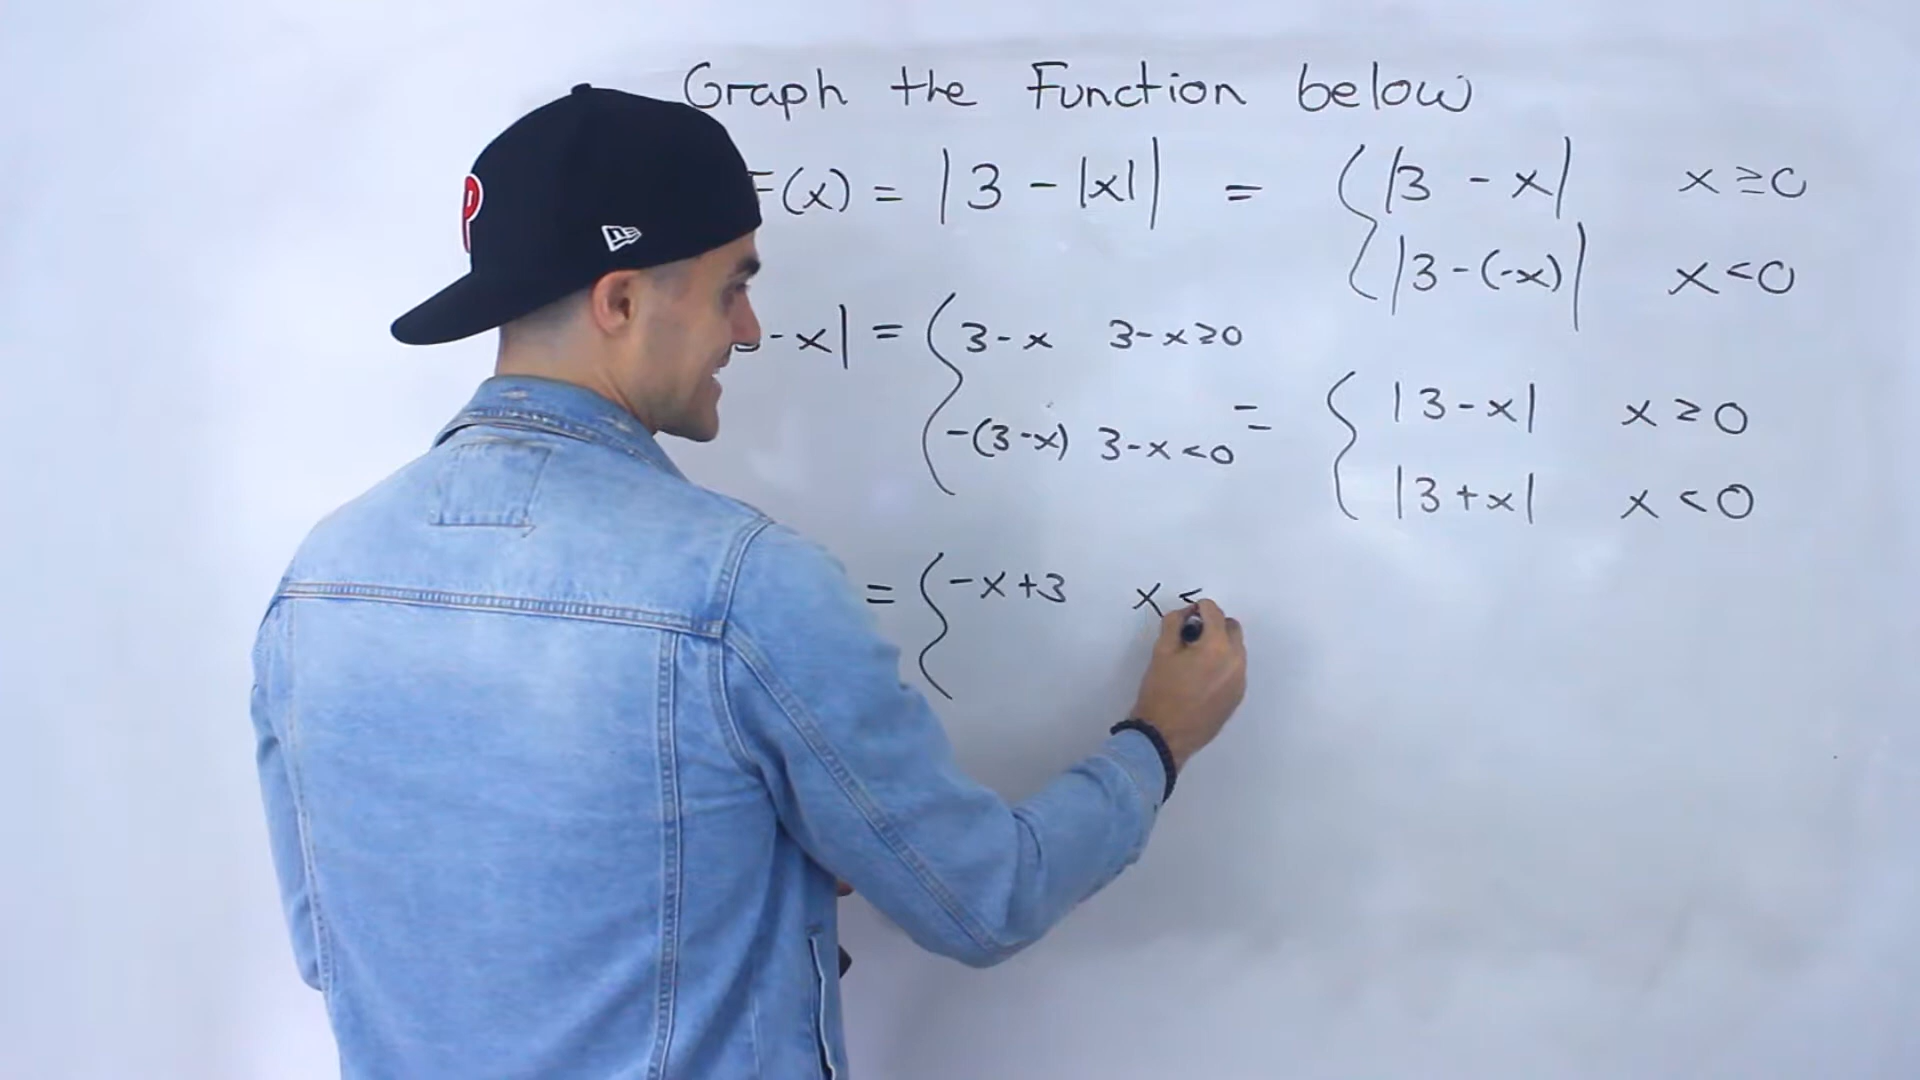 Graph the Function below
F(x) = |3 - |x|| = { |3 - x| x ≥ 0
|3 - (-x)| x < 0
- x| = { 3 - x 3 - x ≥ 0
-(3 - x) 3 - x < 0
= { |3 - x| x ≥ 0
|3 + x| x < 0
= { -x + 3 x
P